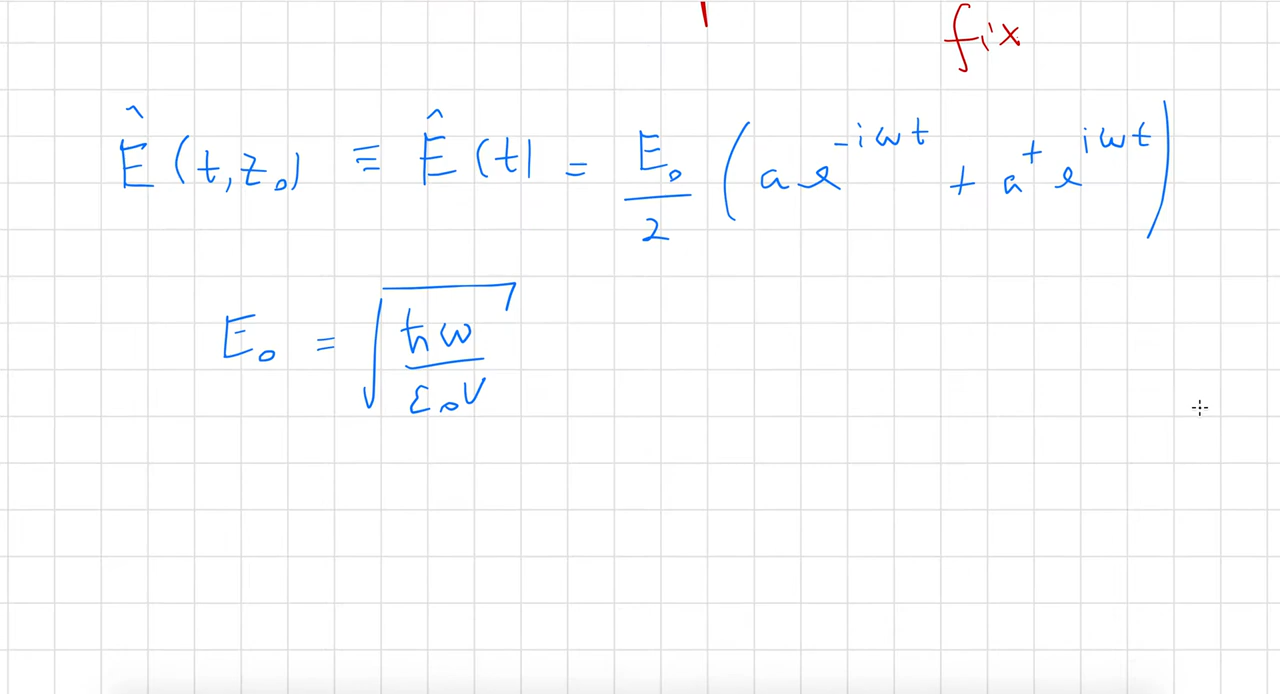 fix
Ê(t,z₀) ≡ Ê(t) = E₀/2 (a e^{-iωt} + a† e^{iωt})
E₀ = √(ħω/ε₀V)